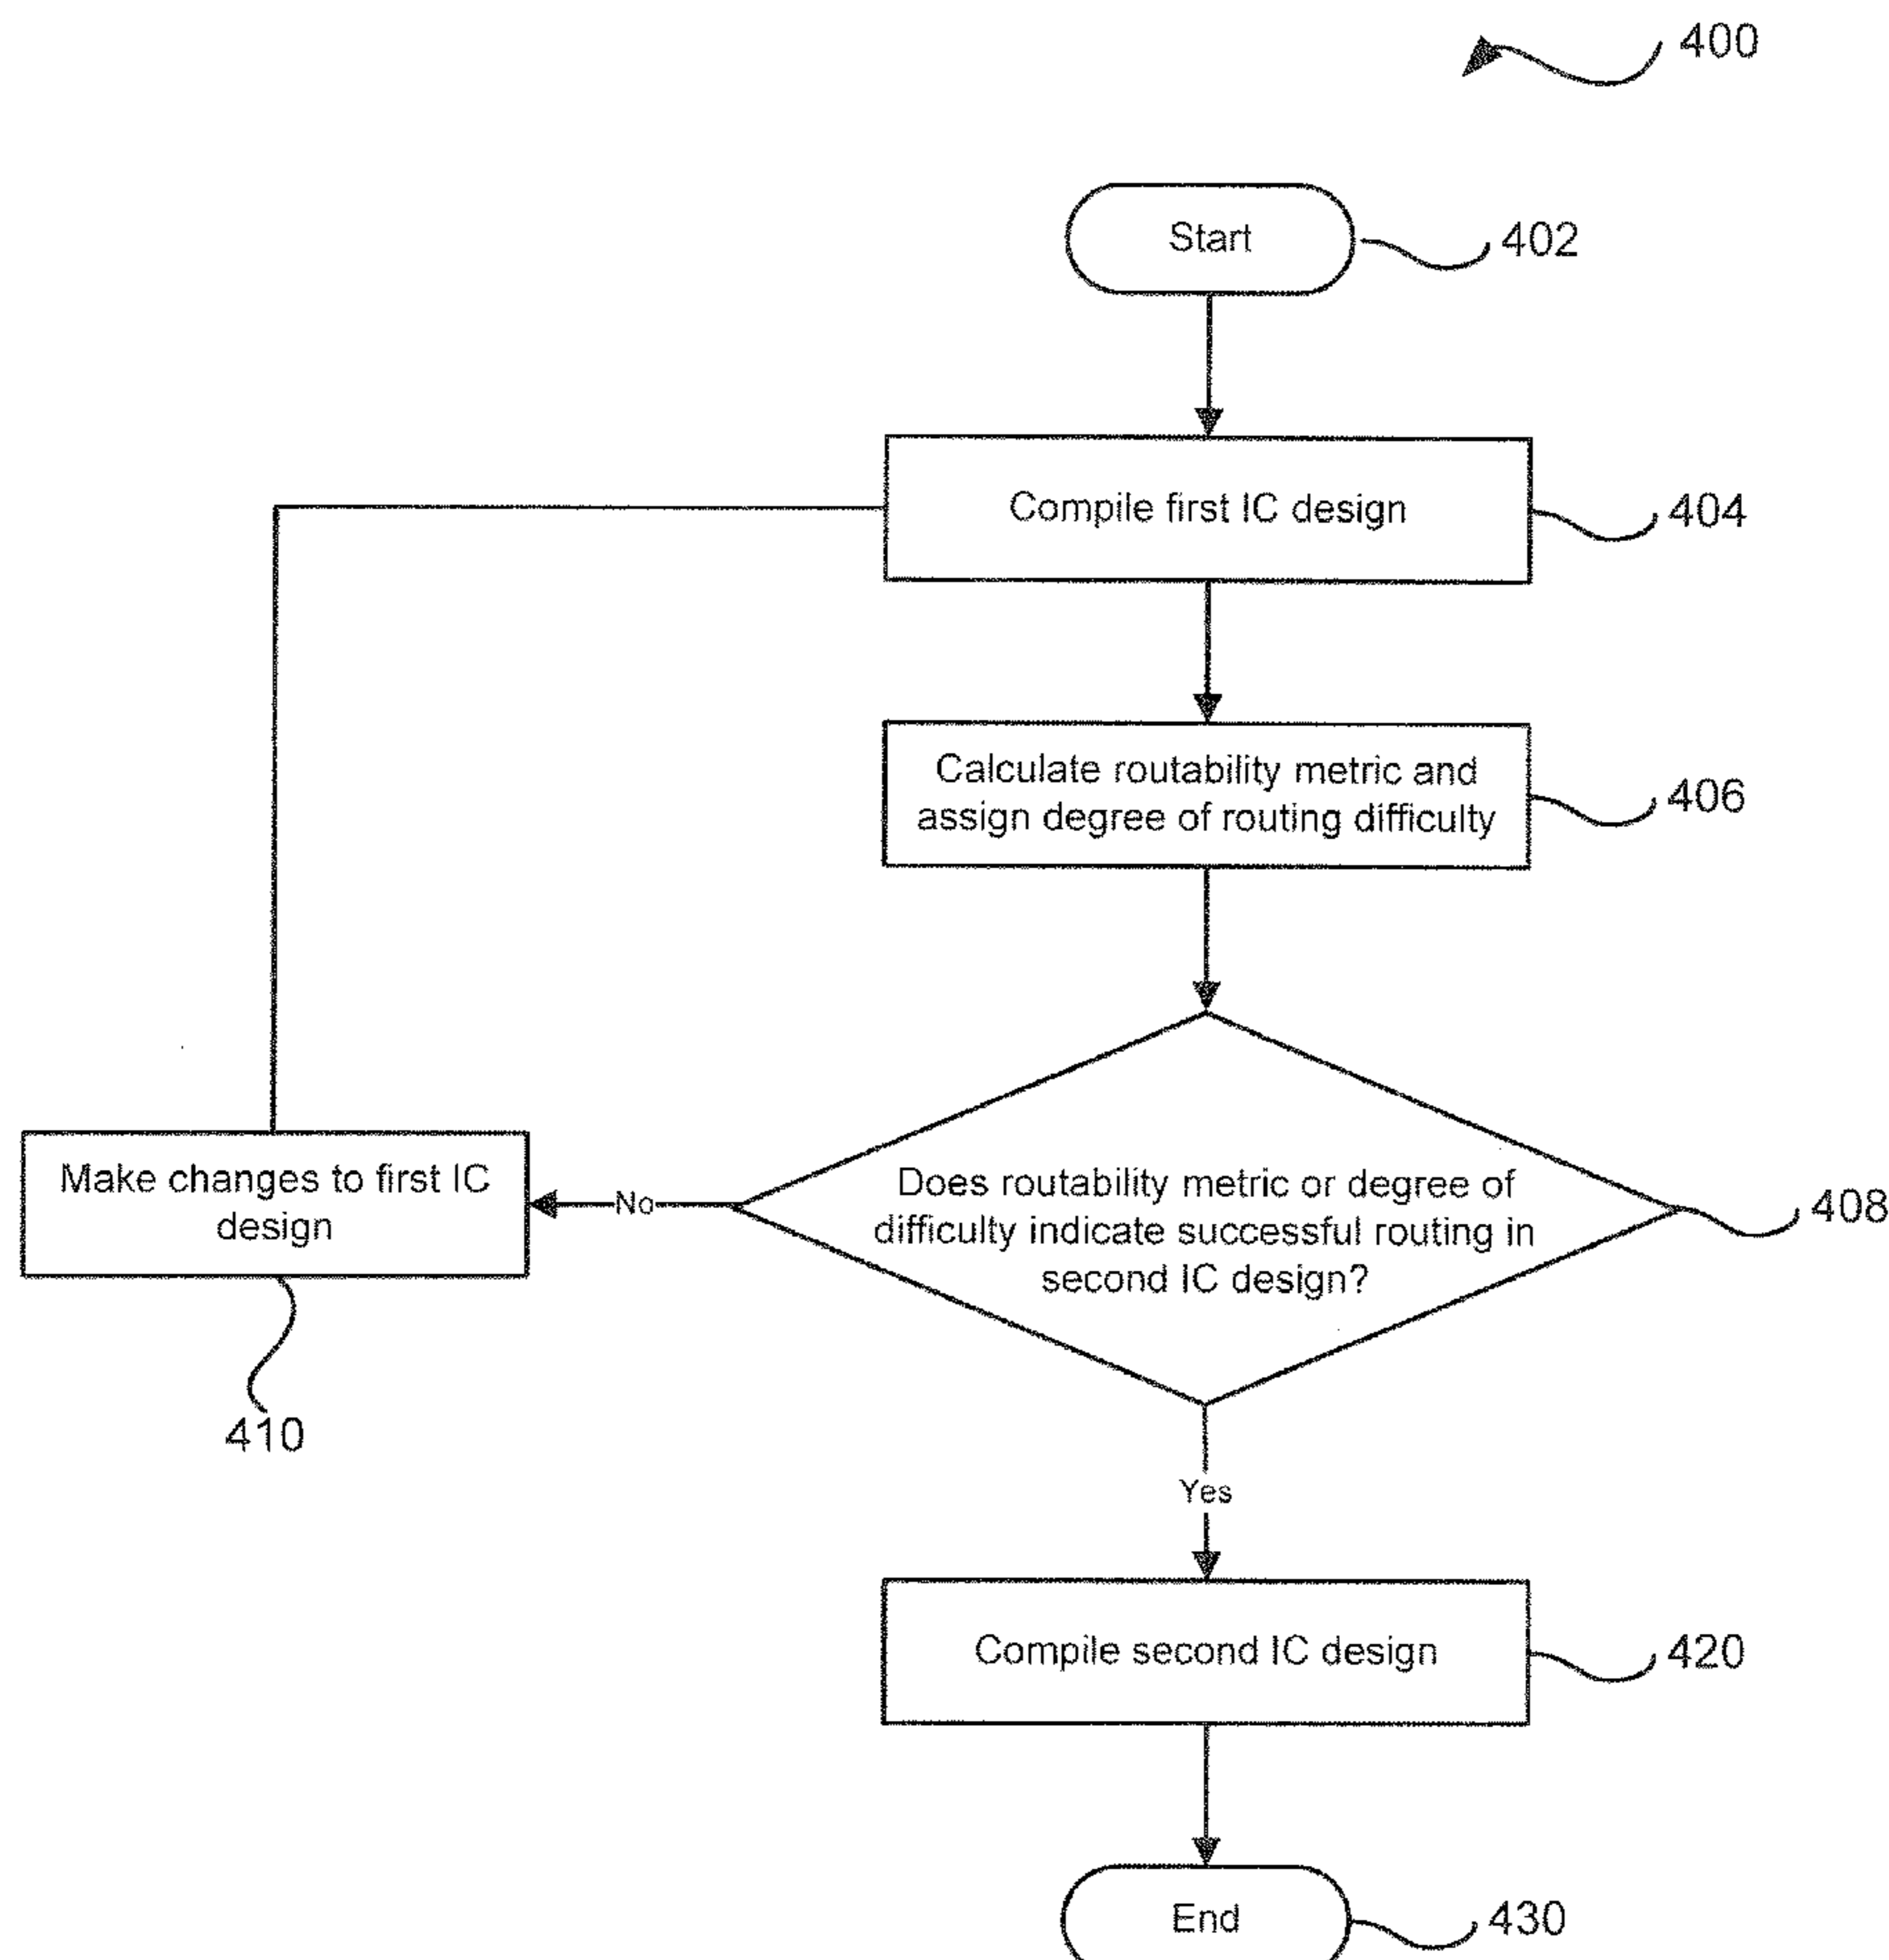 400
Start
402
Compile first IC design
404
Calculate routability metric and
assign degree of routing difficulty
406
Does routability metric or degree of
difficulty indicate successful routing in
second IC design?
408
No
Make changes to first IC
design
410
Yes
Compile second IC design
420
End
430